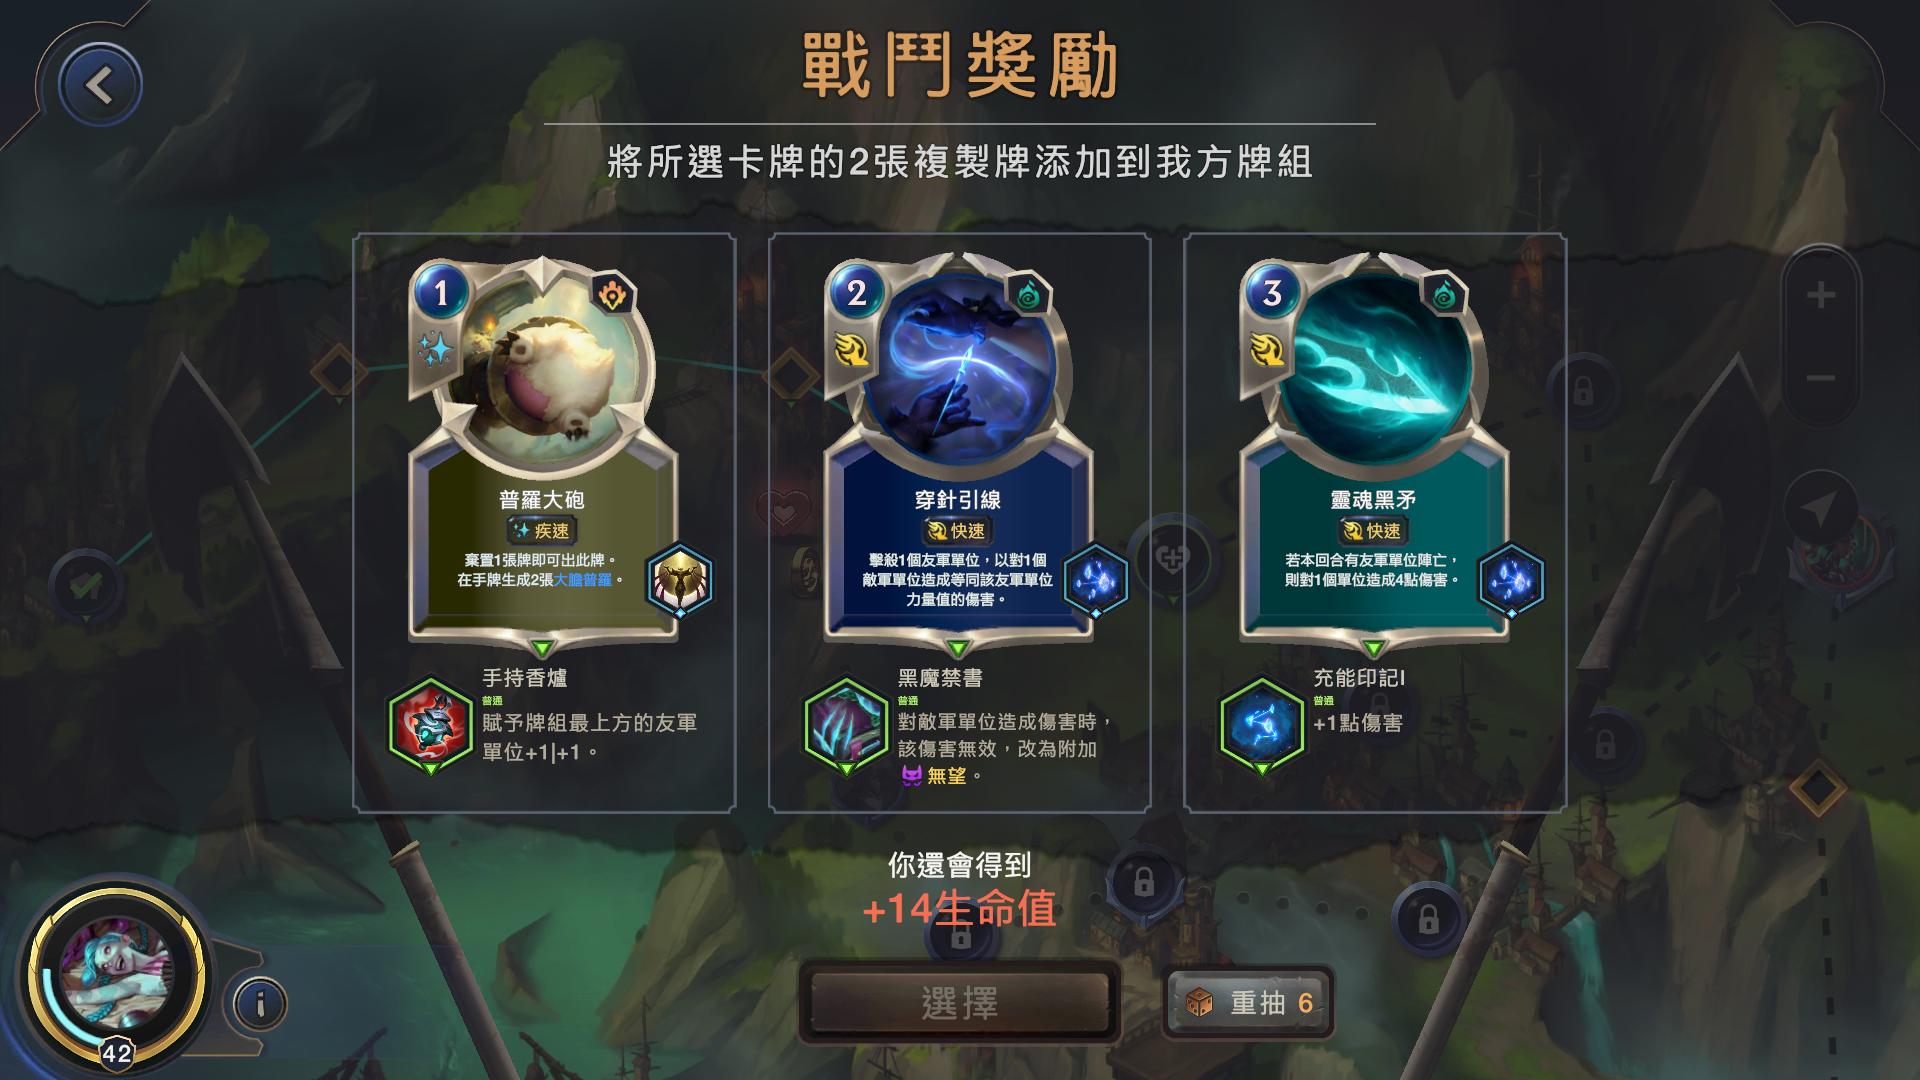 戰鬥獎勵
將所選卡牌的2張複製牌添加到我方牌組
1
普羅大砲
疾速
棄置1張牌即可出此牌。
在手牌生成2張大膽普羅。
手持香爐
普通
賦予牌組最上方的友軍
單位+1|+1。
2
穿針引線
快速
擊殺1個友軍單位，以對1個
敵軍單位造成等同該友軍單位
力量值的傷害。
黑魔禁書
普通
對敵軍單位造成傷害時，
該傷害無效，改為附加
無望。
3
靈魂黑矛
快速
若本回合有友軍單位陣亡，
則對1個單位造成4點傷害。
充能印記I
普通
+1點傷害
你還會得到
+14生命值
選擇
重抽 6
42